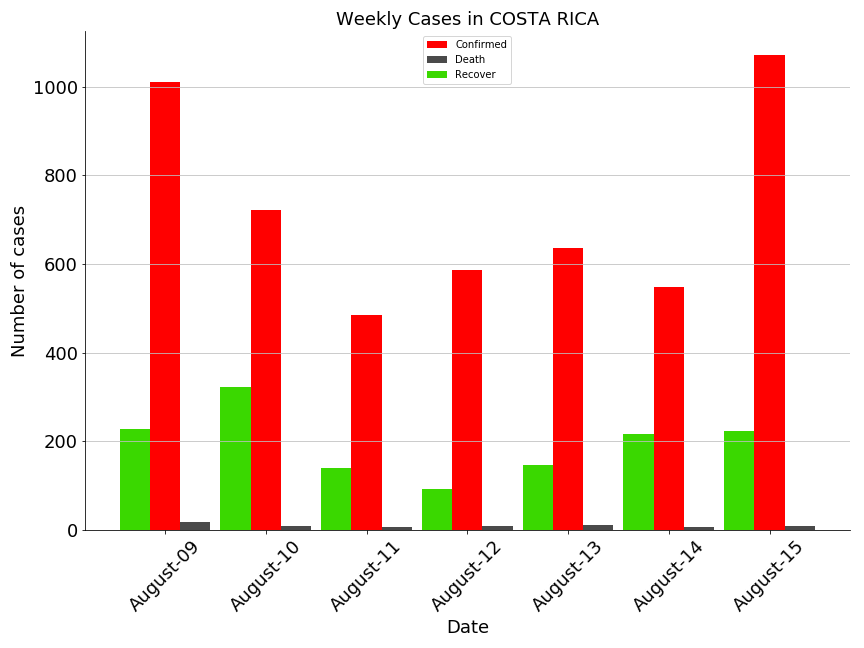 Weekly Cases in COSTA RICA
Confirmed
Death
Recover
Number of cases
1000
800
600
400
200
0
August-09
August-10
August-11
August-12
August-13
August-14
August-15
Date